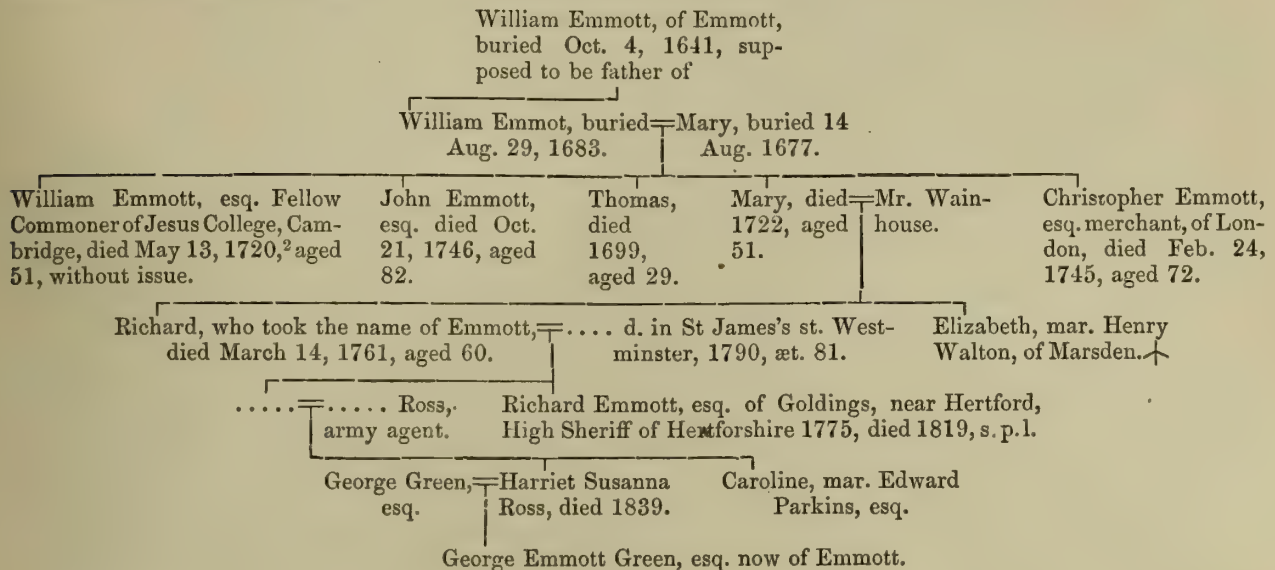 William Emmott, of Emmott,
buried Oct. 4, 1641, sup-
posed to be father of
William Emmot, buried
Aug. 29, 1683.
Mary, buried 14
Aug. 1677.
William Emmott, esq. Fellow
Commoner of Jesus College, Cam-
bridge, died May 13, 1720,² aged
51, without issue.
John Emmott,
esq. died Oct.
21, 1746, aged
82.
Thomas,
died
1699,
aged 29.
Mary, died
1722, aged
51.
Mr. Wain-
house.
Christopher Emmott,
esq. merchant, of Lon-
don, died Feb. 24,
1745, aged 72.
Richard, who took the name of Emmott,
died March 14, 1761, aged 60.
.... d. in St James's st. West-
minster, 1790, æt. 81.
Elizabeth, mar. Henry
Walton, of Marsden.
.....
..... Ross,
army agent.
Richard Emmott, esq. of Goldings, near Hertford,
High Sheriff of Hertforshire 1775, died 1819, s. p. l.
George Green,
esq.
Harriet Susanna
Ross, died 1839.
Caroline, mar. Edward
Parkins, esq.
George Emmott Green, esq. now of Emmott.